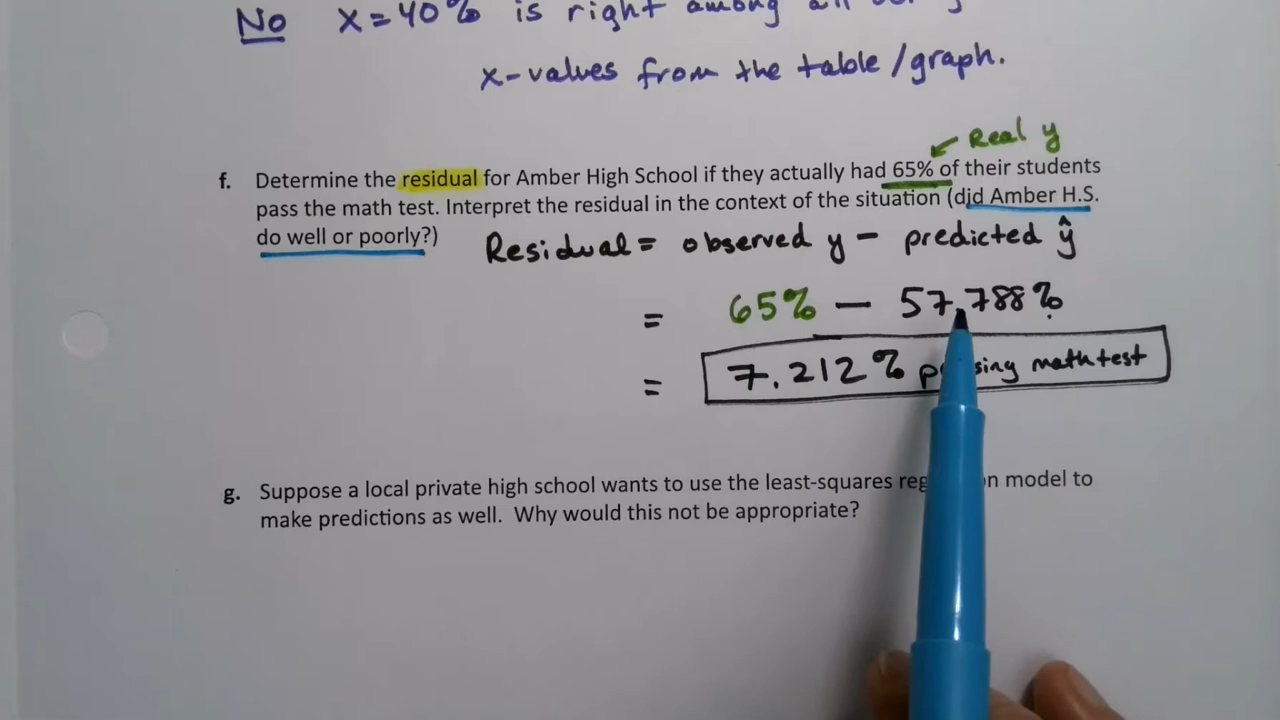 No x = 40% is right among all
x-values from the table/graph.
Real y
f. Determine the residual for Amber High School if they actually had 65% of their students
pass the math test. Interpret the residual in the context of the situation (did Amber H.S.
do well or poorly?) Residual = observed y - predicted ŷ
= 65% - 57.788%
= 7.212% math test
g. Suppose a local private high school wants to use the least-squares model to
make predictions as well. Why would this not be appropriate?